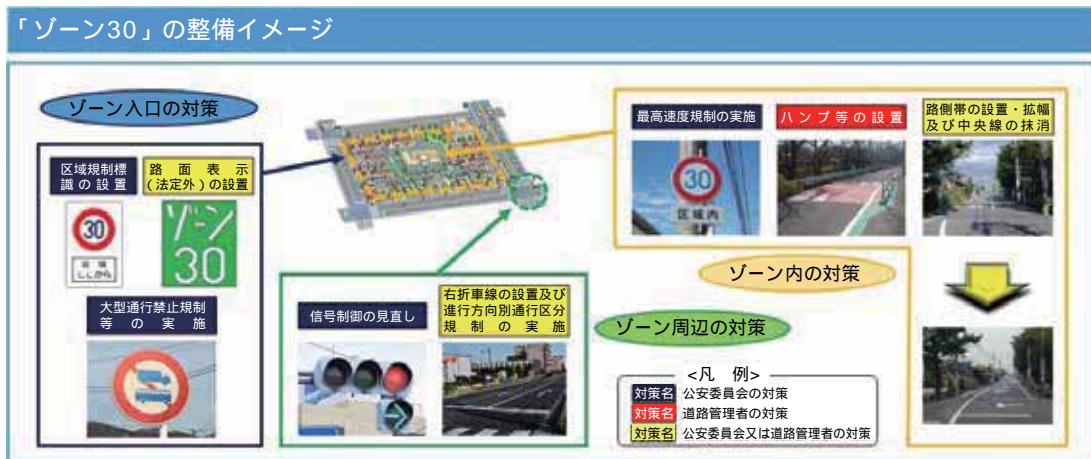 「ゾーン30」の整備イメージ
ゾーン入口の対策
区域規制標
識の設置
路面表示
(法定外)の設置
30
区域
ここから
ゾーン
30
大型通行禁止規制
等の実施
信号制御の見直し
右折車線の設置及び
進行方向別通行区分
規制の実施
ゾーン周辺の対策
最高速度規制の実施
30
区域内
ハンプ等の設置
路側帯の設置・拡幅
及び中央線の抹消
ゾーン内の対策
<凡 例>
対策名 公安委員会の対策
対策名 道路管理者の対策
対策名 公安委員会又は道路管理者の対策